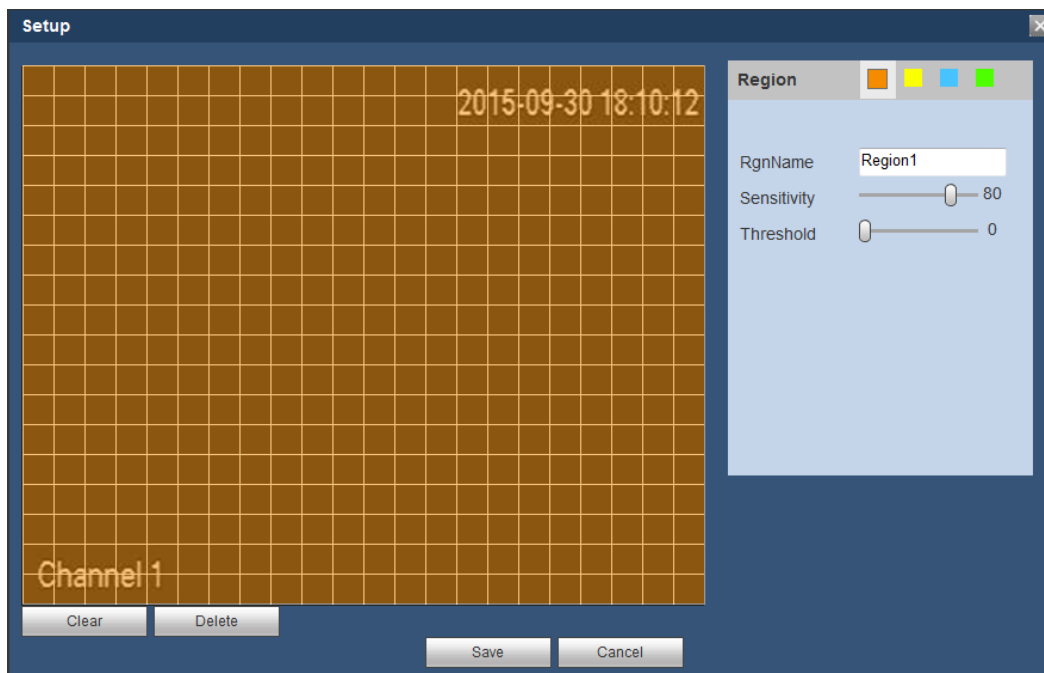 Setup
2015-09-30 18:10:12
Channel 1
Clear
Delete
Save
Cancel
Region
RgnName
Region1
Sensitivity
80
Threshold
0